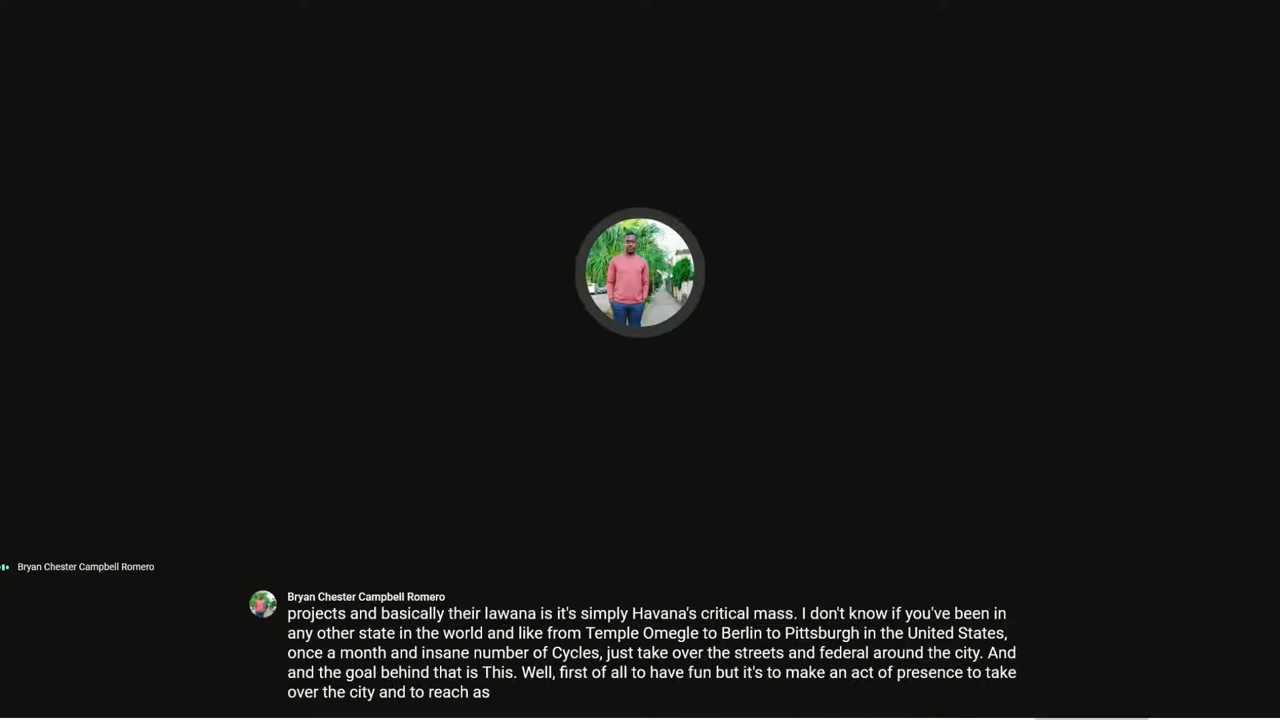 Bryan Chester Campbell Romero
Bryan Chester Campbell Romero
projects and basically their lawana is it's simply Havana's critical mass. I don't know if you've been in
any other state in the world and like from Temple Omegle to Berlin to Pittsburgh in the United States,
once a month and insane number of Cycles, just take over the streets and federal around the city. And
and the goal behind that is This. Well, first of all to have fun but it's to make an act of presence to take
over the city and to reach as